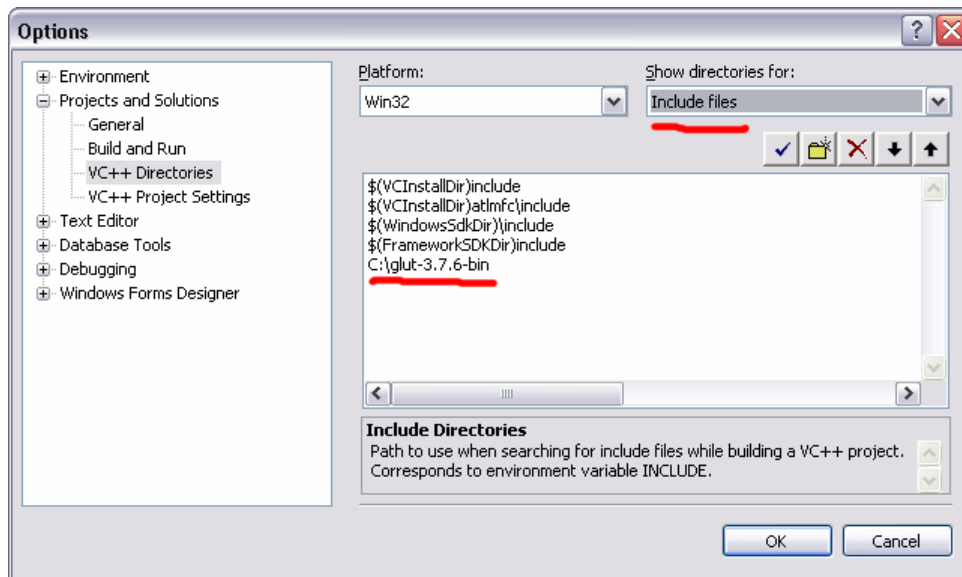 Options
Environment
Projects and Solutions
General
Build and Run
VC++ Directories
VC++ Project Settings
Text Editor
Database Tools
Debugging
Windows Forms Designer
Platform:
Win32
Show directories for:
Include files
$(VCInstallDir)include
$(VCInstallDir)atlmfc\include
$(WindowsSdkDir)\include
$(FrameworkSDKDir)include
C:\glut-3.7.6-bin
Include Directories
Path to use when searching for include files while building a VC++ project.
Corresponds to environment variable INCLUDE.
OK
Cancel